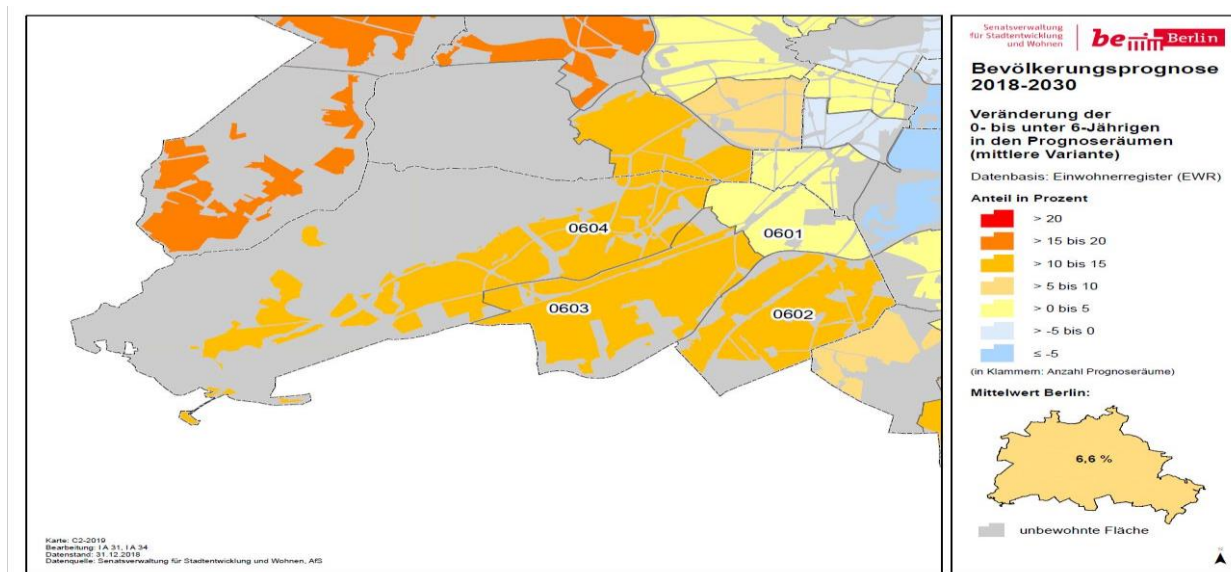 0604
0601
0603
0602
Karte: C2-2019
Bearbeitung: I A 31, I A 34
Datenstand: 31.12.2018
Datenquelle: Senatsverwaltung für Stadtentwicklung und Wohnen, AfS
Senatsverwaltung
für Stadtentwicklung
und Wohnen
be Berlin
Bevölkerungsprognose
2018-2030
Veränderung der
0- bis unter 6-Jährigen
in den Prognoseräumen
(mittlere Variante)
Datenbasis: Einwohnerregister (EWR)
Anteil in Prozent
> 20
> 15 bis 20
> 10 bis 15
> 5 bis 10
> 0 bis 5
> -5 bis 0
≤ -5
(in Klammern: Anzahl Prognoseräume)
Mittelwert Berlin:
6,6 %
unbewohnte Fläche